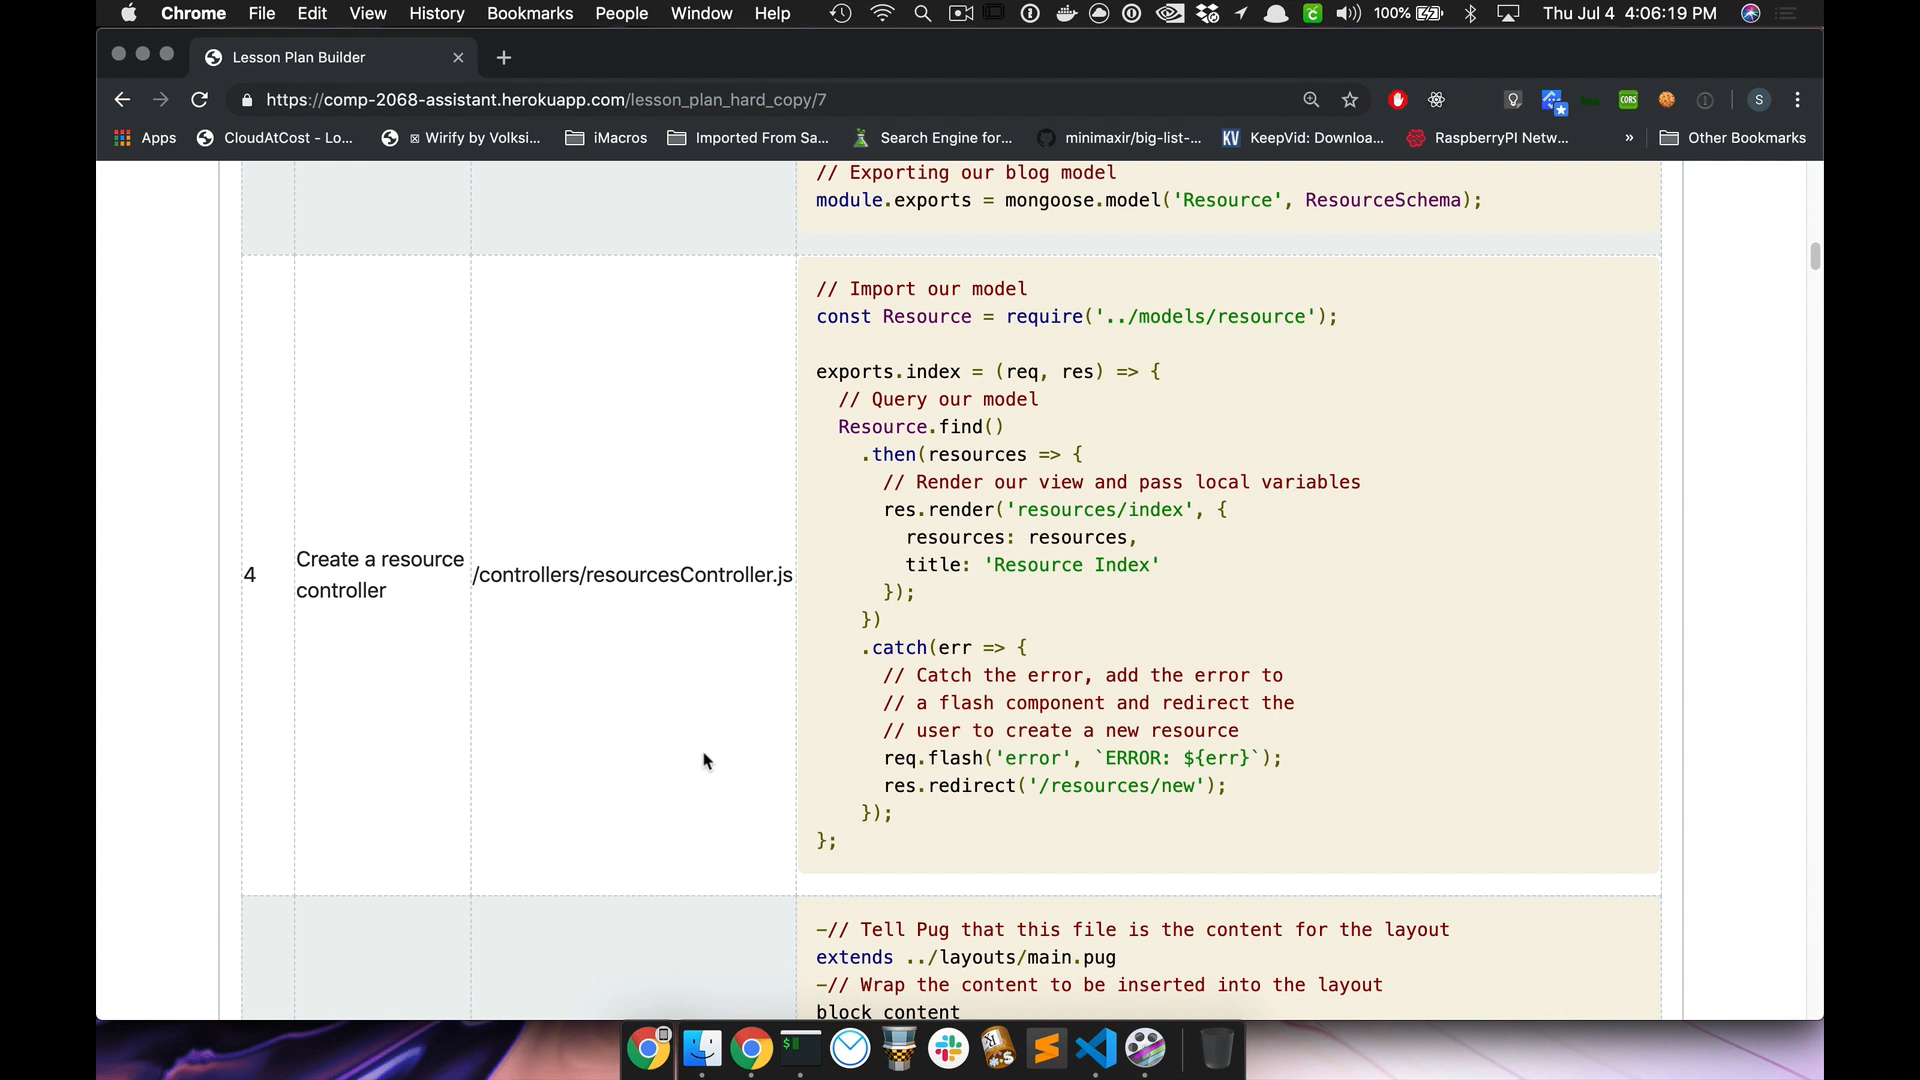 Chrome File Edit View History Bookmarks People Window Help 100% Thu Jul 4 4:06:19 PM
Lesson Plan Builder
https://comp-2068-assistant.herokuapp.com/lesson_plan_hard_copy/7 CORS S
Apps CloudAtCost - Lo... Wirify by Volksi... iMacros Imported From Sa... Search Engine for... minimaxir/big-list-... KV KeepVid: Downloa... RaspberryPI Netw... » Other Bookmarks
// Exporting our blog model
module.exports = mongoose.model('Resource', ResourceSchema);
4
Create a resource
controller
/controllers/resourcesController.js
// Import our model
const Resource = require('../models/resource');
exports.index = (req, res) => {
// Query our model
Resource.find()
.then(resources => {
// Render our view and pass local variables
res.render('resources/index', {
resources: resources,
title: 'Resource Index'
});
})
.catch(err => {
// Catch the error, add the error to
// a flash component and redirect the
// user to create a new resource
req.flash('error', `ERROR: ${err}`);
res.redirect('/resources/new');
});
};
-// Tell Pug that this file is the content for the layout
extends ../layouts/main.pug
-// Wrap the content to be inserted into the layout
block content